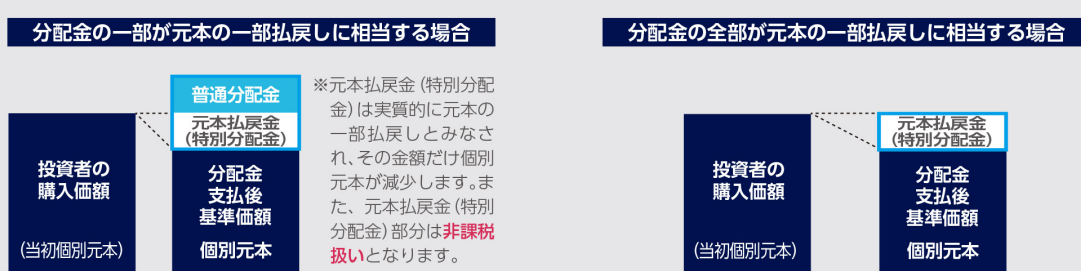 分配金の一部が元本の一部払戻しに相当する場合
投資者の
購入価額
(当初個別元本)
普通分配金
元本払戻金
(特別分配金)
分配金
支払後
基準価額
個別元本
※元本払戻金(特別分配
金)は実質的に元本の
一部払戻しとみなさ
れ、その金額だけ個別
元本が減少します。ま
た、元本払戻金(特別
分配金)部分は非課税
扱いとなります。
分配金の全部が元本の一部払戻しに相当する場合
投資者の
購入価額
(当初個別元本)
元本払戻金
(特別分配金)
分配金
支払後
基準価額
個別元本